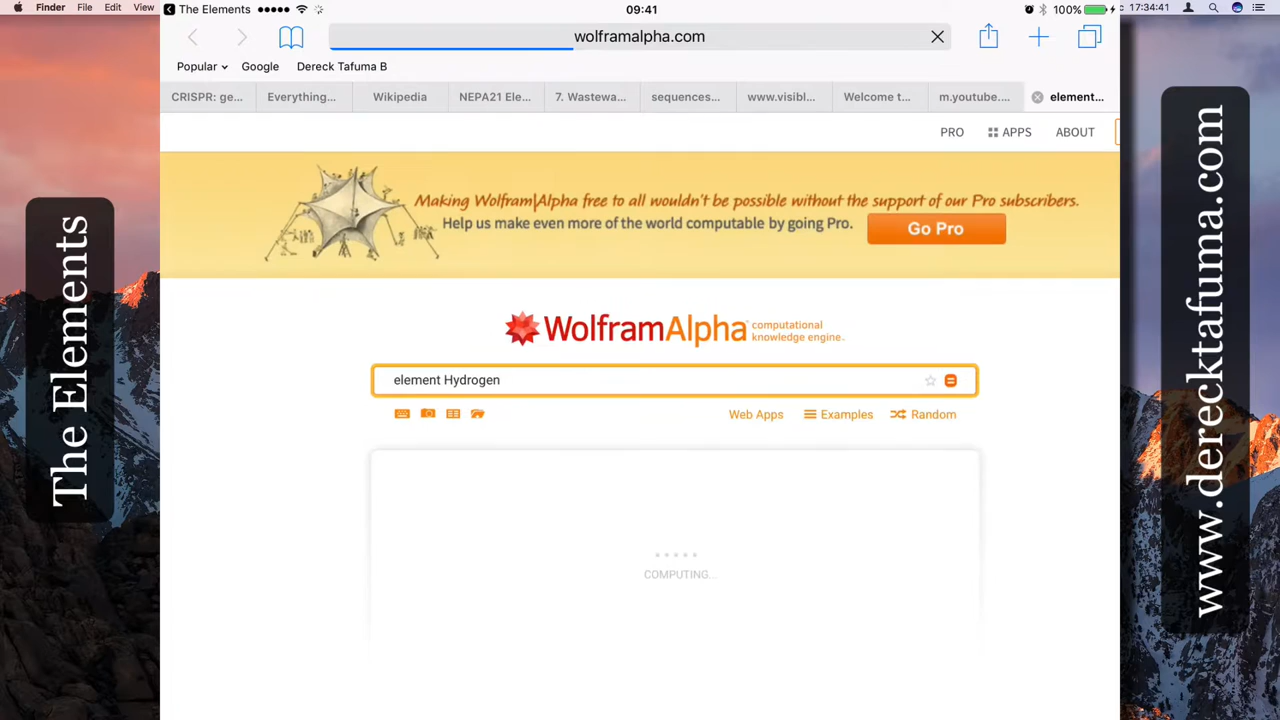 Finder File Edit View
17:34:41
The Elements
09:41
100%
wolframalpha.com
Popular Google Dereck Tafuma B
CRISPR: ge...
Everything...
Wikipedia
NEPA21 Ele...
7. Wastewa...
sequences...
www.visibl...
Welcome t...
m.youtube....
element...
PRO APPS ABOUT
Making Wolfram|Alpha free to all wouldn't be possible without the support of our Pro subscribers.
Help us make even more of the world computable by going Pro.
Go Pro
WolframAlpha computational
knowledge engine.
element Hydrogen
Web Apps Examples Random
COMPUTING...
The Elements
www.derecktafuma.com